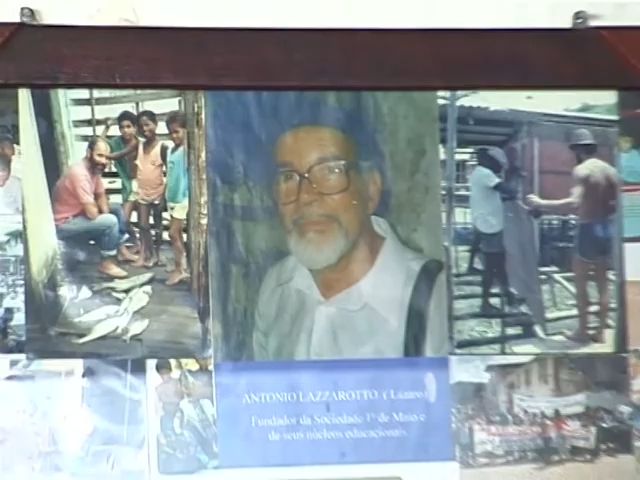 ANTONIO LAZZAROTTO (Lázaro)
Fundador da Sociedade 1º de Maio e
de seus núcleos educacionais.